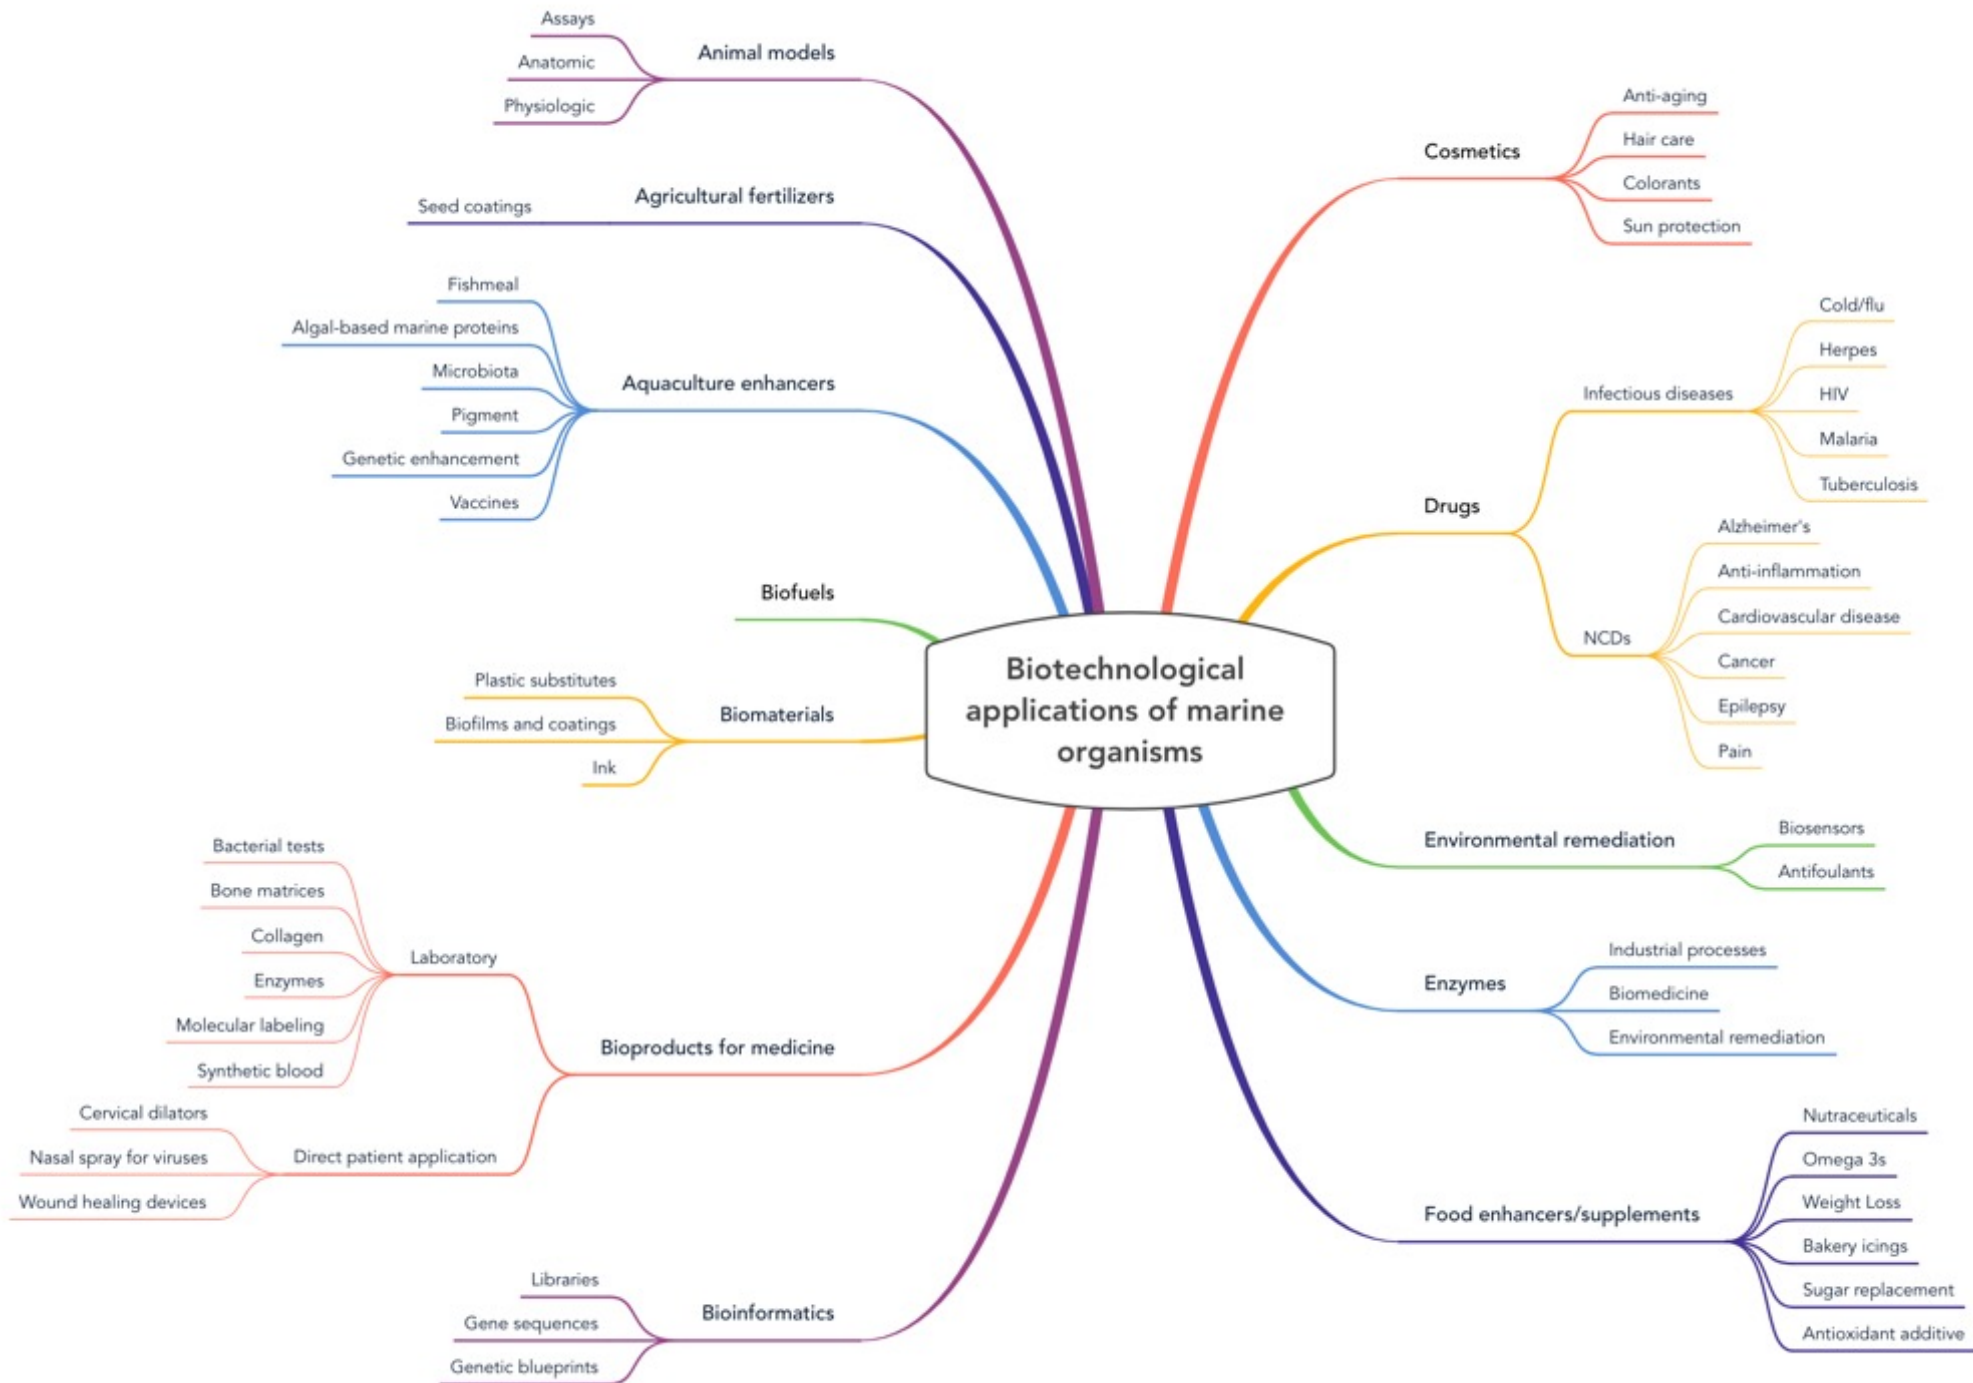 Biotechnological
applications of marine
organisms
Animal models
Assays
Anatomic
Physiologic
Agricultural fertilizers
Seed coatings
Aquaculture enhancers
Fishmeal
Algal-based marine proteins
Microbiota
Pigment
Genetic enhancement
Vaccines
Biofuels
Biomaterials
Plastic substitutes
Biofilms and coatings
Ink
Bioproducts for medicine
Laboratory
Bacterial tests
Bone matrices
Collagen
Enzymes
Molecular labeling
Synthetic blood
Direct patient application
Cervical dilators
Nasal spray for viruses
Wound healing devices
Bioinformatics
Libraries
Gene sequences
Genetic blueprints
Cosmetics
Anti-aging
Hair care
Colorants
Sun protection
Drugs
Infectious diseases
Cold/flu
Herpes
HIV
Malaria
Tuberculosis
NCDs
Alzheimer's
Anti-inflammation
Cardiovascular disease
Cancer
Epilepsy
Pain
Environmental remediation
Biosensors
Antifoulants
Enzymes
Industrial processes
Biomedicine
Environmental remediation
Food enhancers/supplements
Nutraceuticals
Omega 3s
Weight Loss
Bakery icings
Sugar replacement
Antioxidant additive